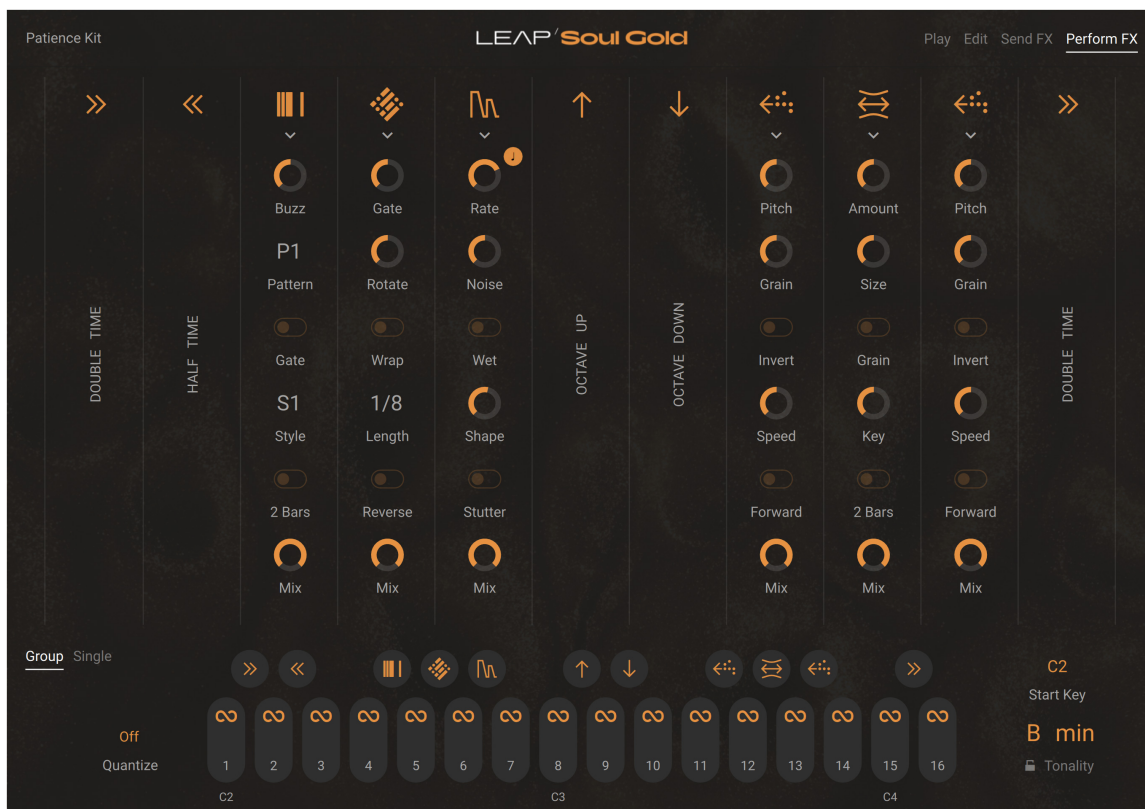 Patience Kit
LEAP Soul Gold
Play Edit Send FX Perform FX
Buzz Gate Rate Pitch Amount Pitch
P1
Pattern Rotate Noise Grain Size Grain
DOUBLE TIME
HALF TIME
OCTAVE UP
OCTAVE DOWN
DOUBLE TIME
Gate Wrap Wet Invert Grain Invert
S1 1/8
Style Length Shape Speed Key Speed
2 Bars Reverse Stutter Forward 2 Bars Forward
Mix Mix Mix Mix Mix Mix
Group Single
C2
Start Key
Off
Quantize
B min
Tonality
1 2 3 4 5 6 7 8 9 10 11 12 13 14 15 16
C2 C3 C4